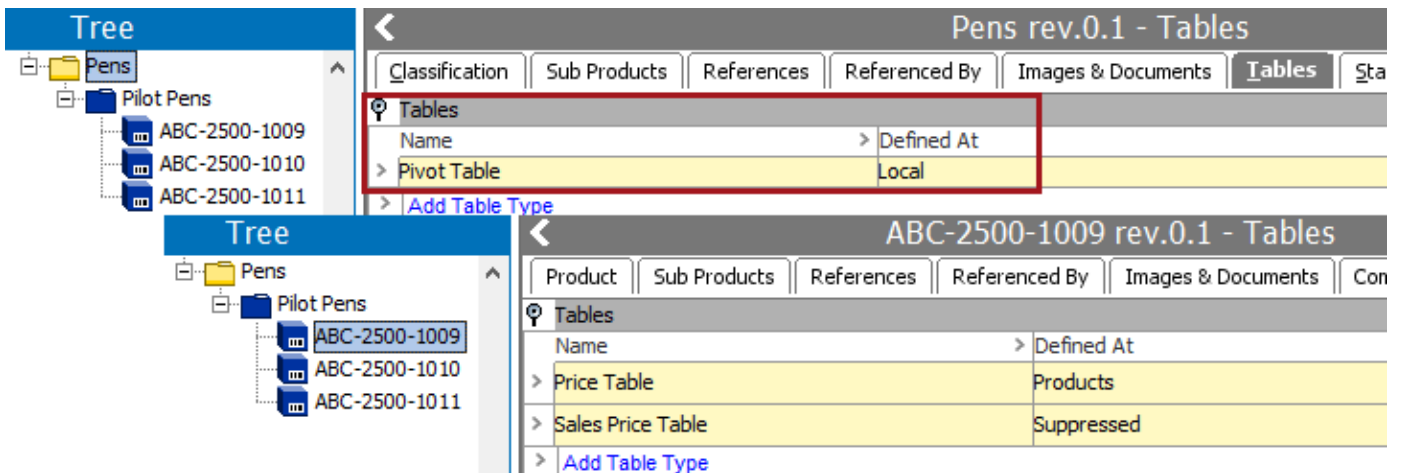 Tree
Pens rev.0.1 - Tables
Pens
Classification Sub Products References Referenced By Images & Documents Tables Sta
Pilot Pens
Tables
ABC-2500-1009
Name > Defined At
ABC-2500-1010
> Pivot Table Local
ABC-2500-1011
> Add Table Type
Tree
ABC-2500-1009 rev.0.1 - Tables
Pens
Product Sub Products References Referenced By Images & Documents Com
Pilot Pens
Tables
ABC-2500-1009
Name > Defined At
ABC-2500-1010
> Price Table Products
ABC-2500-1011
> Sales Price Table Suppressed
> Add Table Type